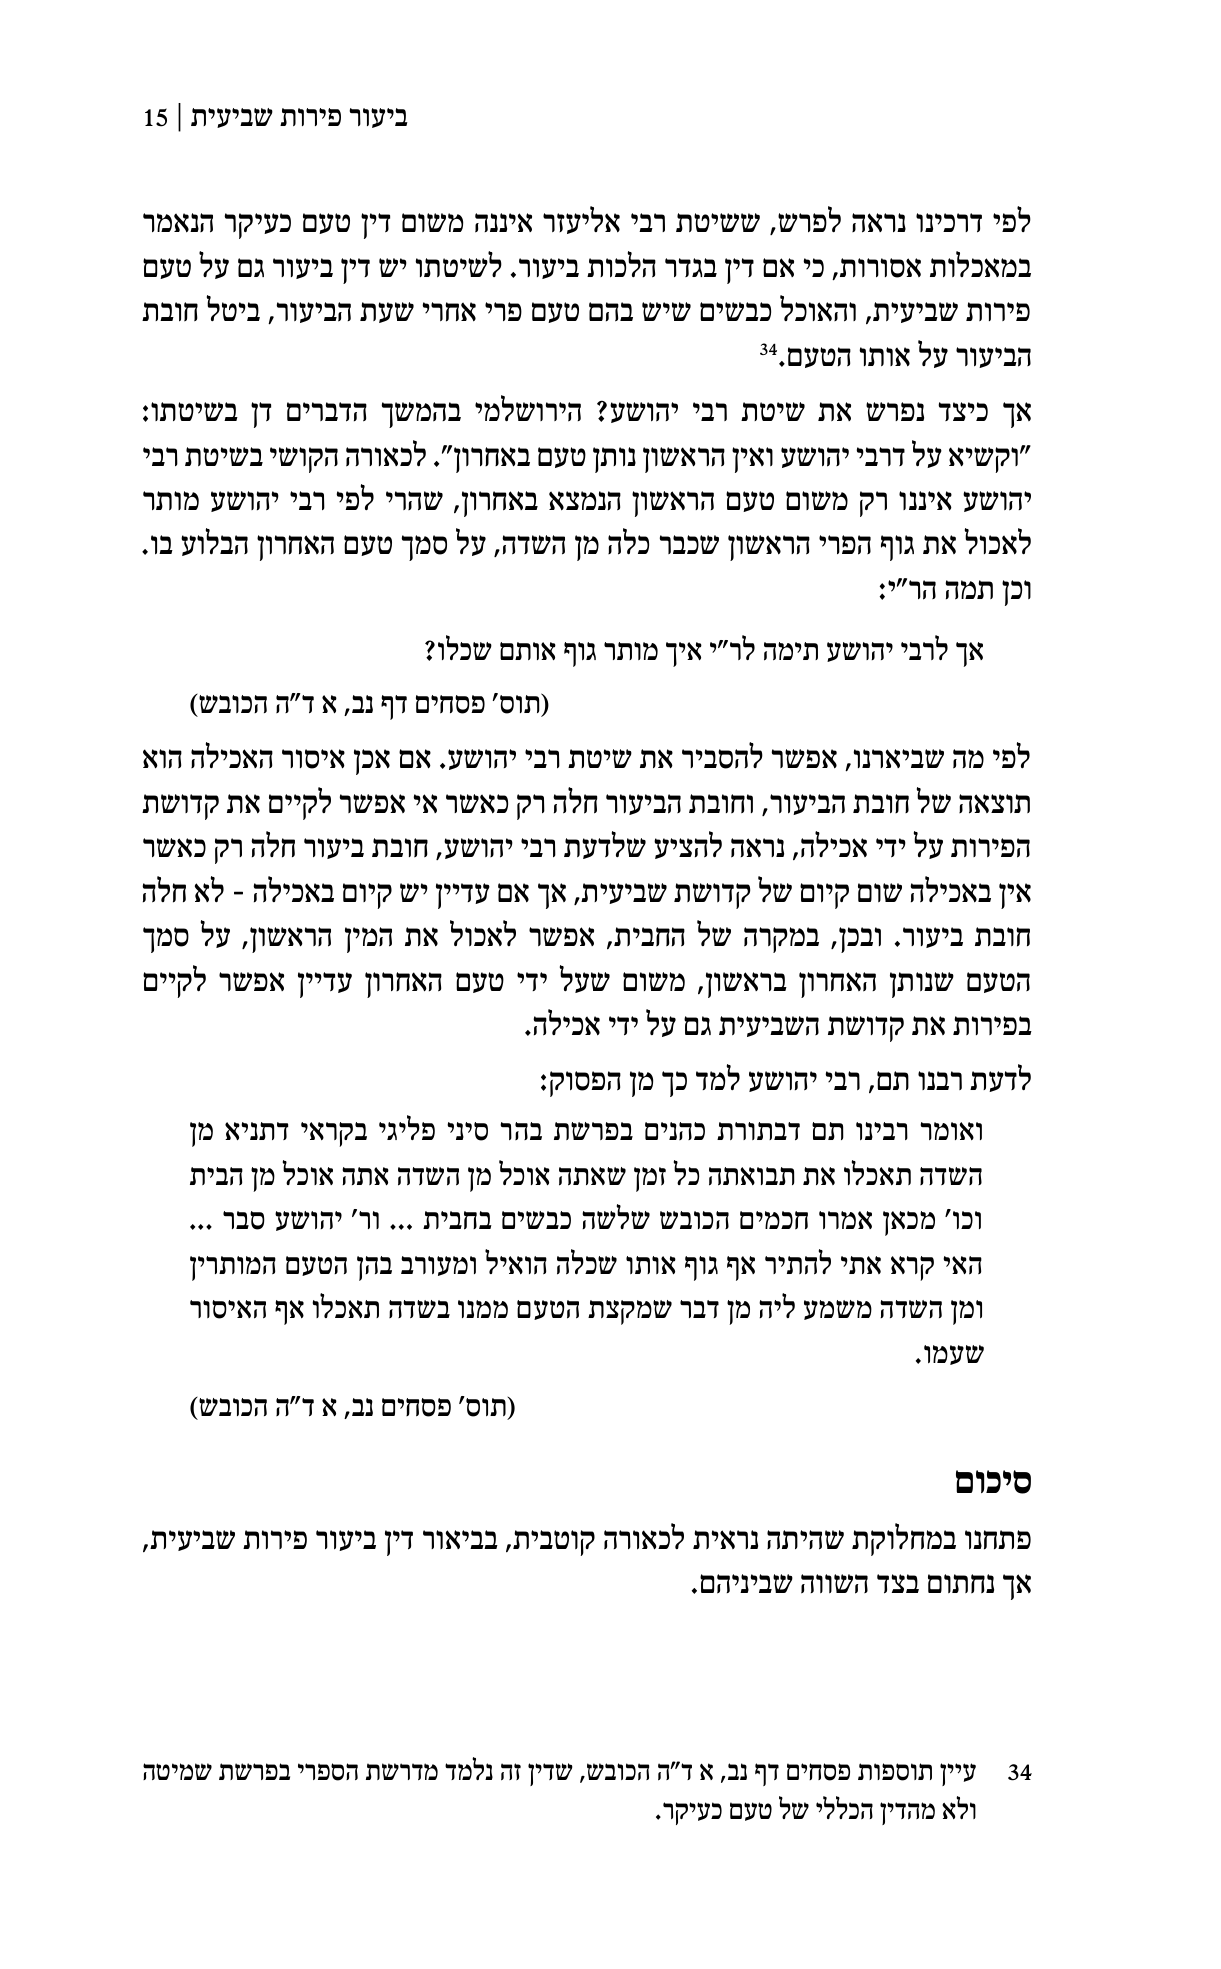 ביעור פירות שביעית | 15
לפי דרכינו נראה לפרש, ששיטת רבי אליעזר איננה משום דין טעם כעיקר הנאמר
במאכלות אסורות, כי אם דין בגדר הלכות ביעור. לשיטתו יש דין ביעור גם על טעם
פירות שביעית, והאוכל כבשים שיש בהם טעם פרי אחרי שעת הביעור, ביטל חובת
הביעור על אותו הטעם.34
אך כיצד נפרש את שיטת רבי יהושע? הירושלמי בהמשך הדברים דן בשיטתו:
"וקשיא על דרבי יהושע ואין הראשון נותן טעם באחרון". לכאורה הקושי בשיטת רבי
יהושע איננו רק משום טעם הראשון הנמצא באחרון, שהרי לפי רבי יהושע מותר
לאכול את גוף הפרי הראשון שכבר כלה מן השדה, על סמך טעם האחרון הבלוע בו.
וכן תמה הר"י:
אך לרבי יהושע תימה לר"י איך מותר גוף אותם שכלו?
(תוס' פסחים דף נב, א ד"ה הכובש)
לפי מה שביארנו, אפשר להסביר את שיטת רבי יהושע. אם אכן איסור האכילה הוא
תוצאה של חובת הביעור, וחובת הביעור חלה רק כאשר אי אפשר לקיים את קדושת
הפירות על ידי אכילה, נראה להציע שלדעת רבי יהושע, חובת ביעור חלה רק כאשר
אין באכילה שום קיום של קדושת שביעית, אך אם עדיין יש קיום באכילה - לא חלה
חובת ביעור. ובכן, במקרה של החבית, אפשר לאכול את המין הראשון, על סמך
הטעם שנותן האחרון בראשון, משום שעל ידי טעם האחרון עדיין אפשר לקיים
בפירות את קדושת השביעית גם על ידי אכילה.
לדעת רבנו תם, רבי יהושע למד כך מן הפסוק:
ואומר רבינו תם דבתורת כהנים בפרשת בהר סיני פליגי בקראי דתניא מן
השדה תאכלו את תבואתה כל זמן שאתה אוכל מן השדה אתה אוכל מן הבית
וכו' מכאן אמרו חכמים הכובש שלשה כבשים בחבית ... ור' יהושע סבר ...
האי קרא אתי להתיר אף גוף אותו שכלה הואיל ומעורב בהן הטעם המותרין
ומן השדה משמע ליה מן דבר שמקצת הטעם ממנו בשדה תאכלו אף האיסור
שעמו.
(תוס' פסחים נב, א ד"ה הכובש)
סיכום
פתחנו במחלוקת שהיתה נראית לכאורה קוטבית, בביאור דין ביעור פירות שביעית,
אך נחתום בצד השווה שביניהם.
34 עיין תוספות פסחים דף נב, א ד"ה הכובש, שדין זה נלמד מדרשת הספרי בפרשת שמיטה
ולא מהדין הכללי של טעם כעיקר.